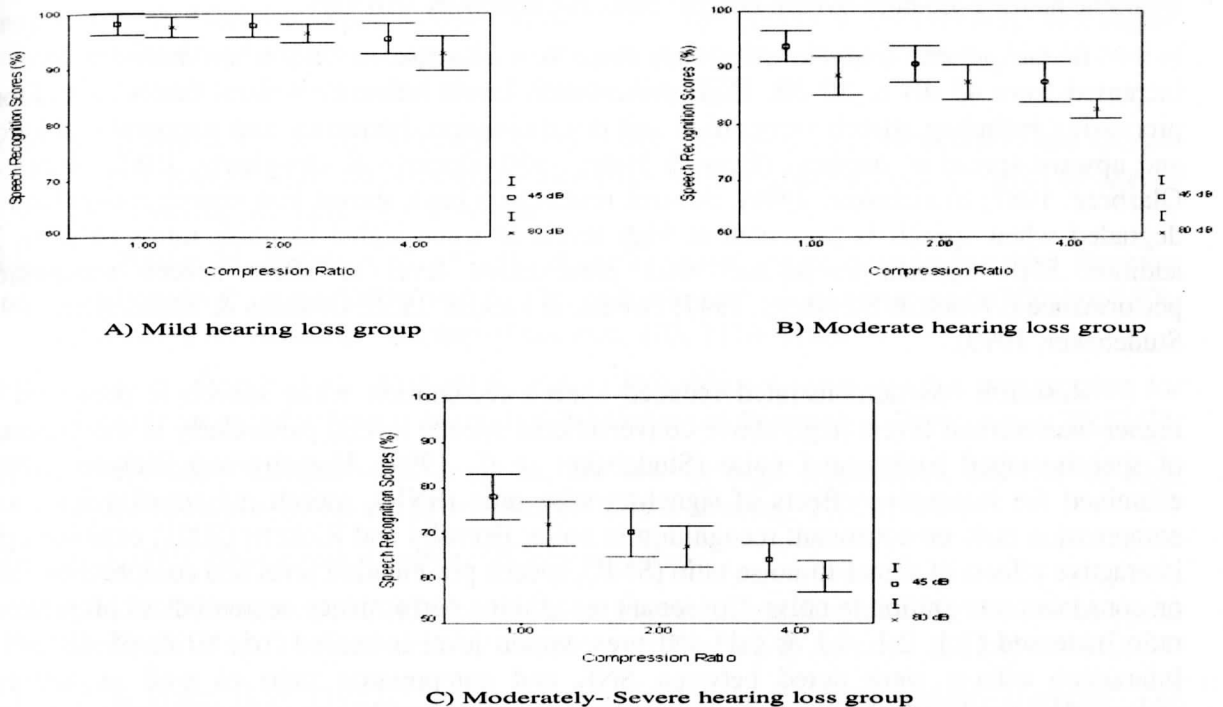 100
90
80
70
60
Speech Recognition Scores (%)
1.00 2.00 4.00
Compression Ratio
45 dB
80 dB
A) Mild hearing loss group
100
90
80
70
60
Speech Recognition Scores (%)
1.00 2.00 4.00
Compression Ratio
45 dB
80 dB
B) Moderate hearing loss group
100
90
80
70
60
50
Speech Recognition Scores (%)
1.00 2.00 4.00
Compression Ratio
45 dB
80 dB
C) Moderately- Severe hearing loss group